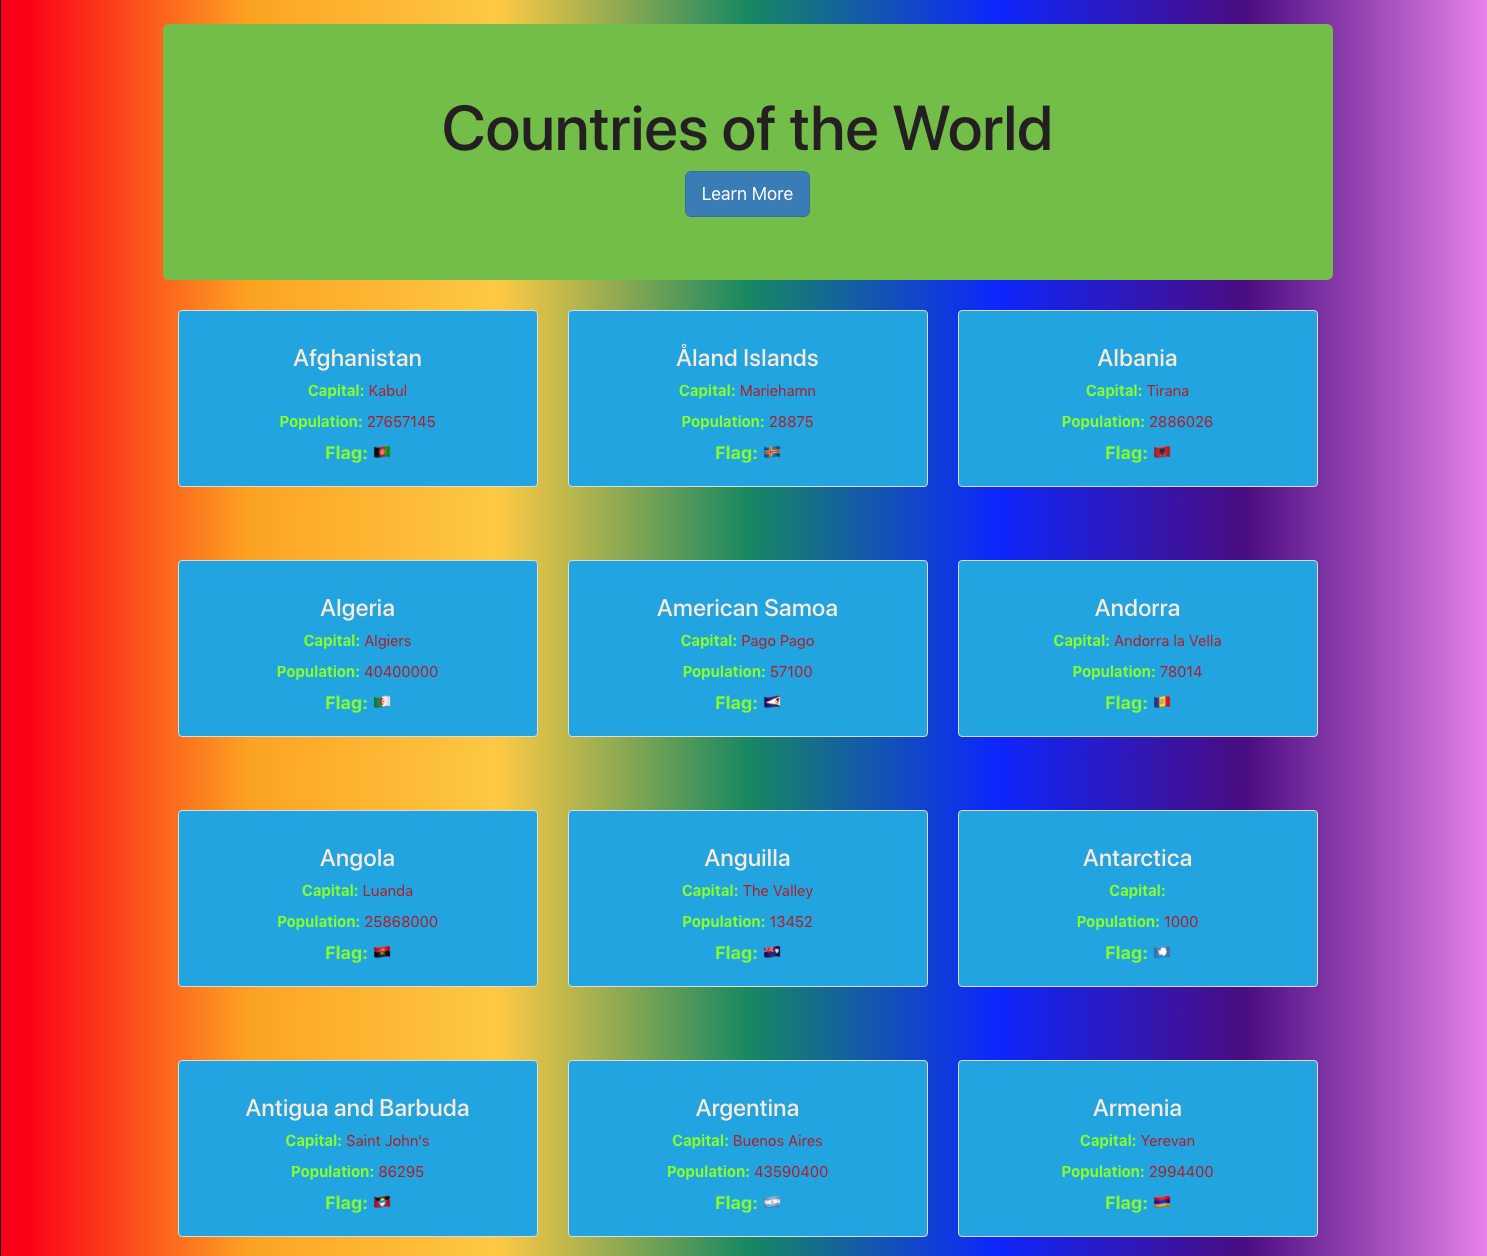 Countries of the World
Learn More
Afghanistan
Capital: Kabul
Population: 27657145
Flag: 🇦🇫
Åland Islands
Capital: Mariehamn
Population: 28875
Flag: 🇦🇽
Albania
Capital: Tirana
Population: 2886026
Flag: 🇦🇱
Algeria
Capital: Algiers
Population: 40400000
Flag: 🇩🇿
American Samoa
Capital: Pago Pago
Population: 57100
Flag: 🇦🇸
Andorra
Capital: Andorra la Vella
Population: 78014
Flag: 🇦🇩
Angola
Capital: Luanda
Population: 25868000
Flag: 🇦🇴
Anguilla
Capital: The Valley
Population: 13452
Flag: 🇦🇮
Antarctica
Capital:
Population: 1000
Flag: 🇦🇶
Antigua and Barbuda
Capital: Saint John's
Population: 86295
Flag: 🇦🇬
Argentina
Capital: Buenos Aires
Population: 43590400
Flag: 🇦🇷
Armenia
Capital: Yerevan
Population: 2994400
Flag: 🇦🇲